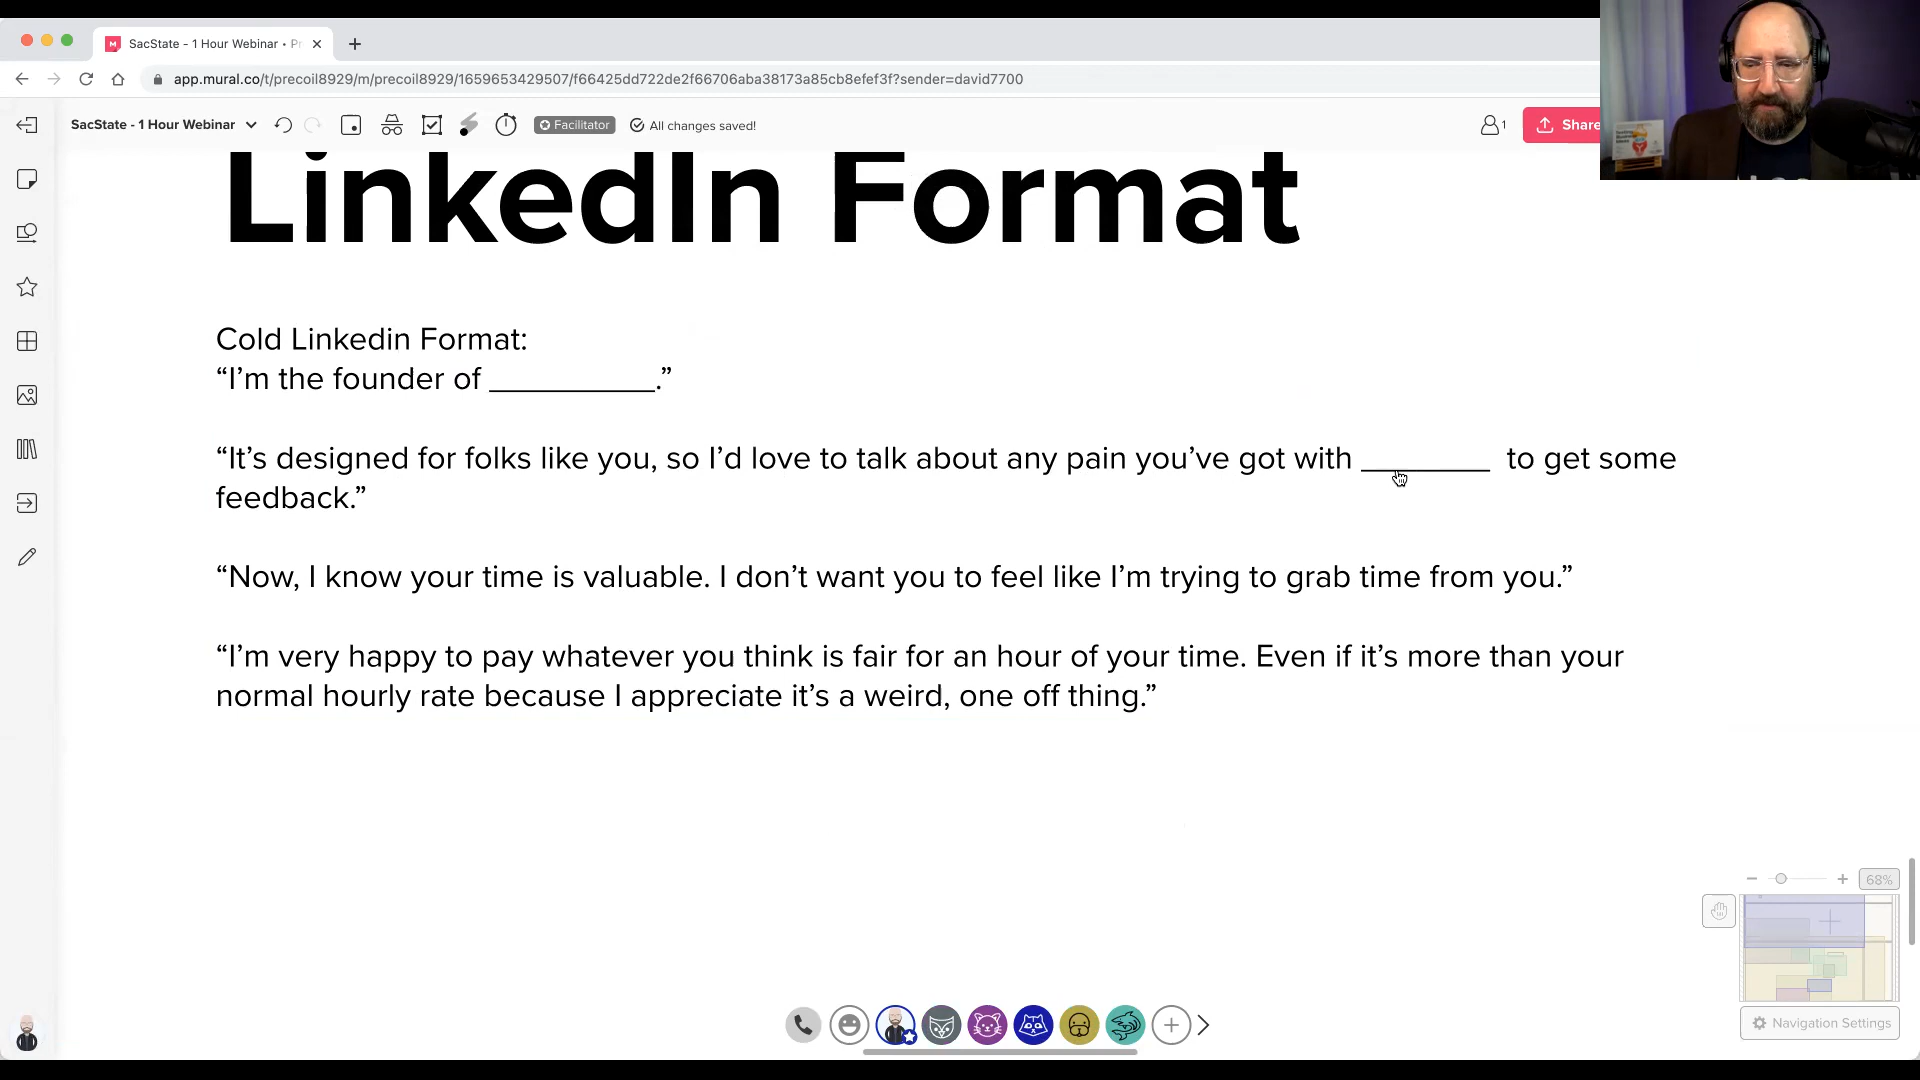 SacState - 1 Hour Webinar • Pr
app.mural.co/t/precoil8929/m/precoil8929/1659653429507/f66425dd722de2f66706aba38173a85cb8efef3f?sender=david7700
SacState - 1 Hour Webinar
Facilitator
All changes saved!
1
Share
LinkedIn Format
Cold Linkedin Format:
“I’m the founder of __________.”
“It’s designed for folks like you, so I’d love to talk about any pain you’ve got with ________ to get some
feedback.”
“Now, I know your time is valuable. I don’t want you to feel like I’m trying to grab time from you.”
“I’m very happy to pay whatever you think is fair for an hour of your time. Even if it’s more than your
normal hourly rate because I appreciate it’s a weird, one off thing.”
68%
Navigation Settings